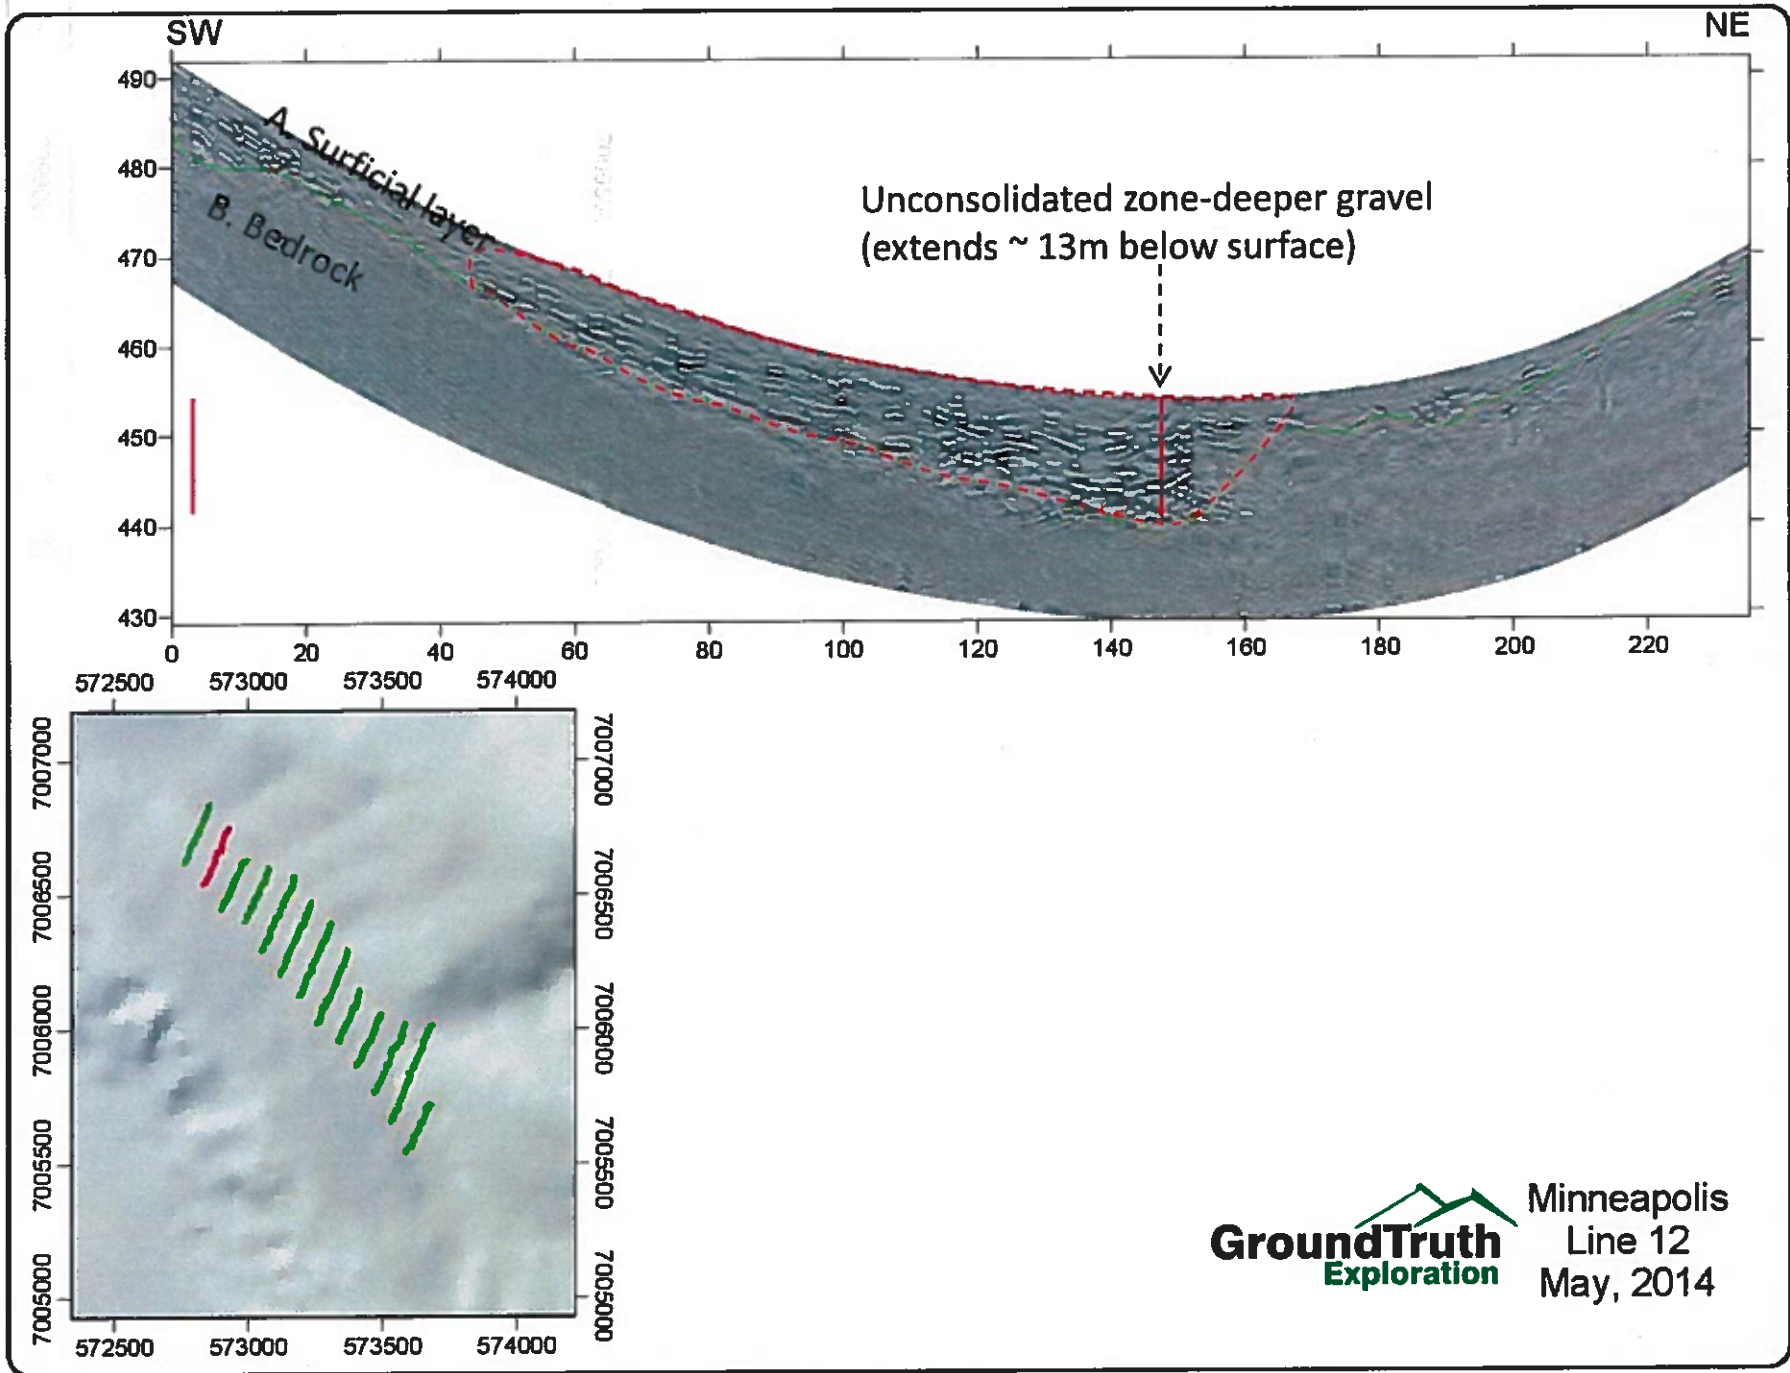 SW
NE
490
480
470
460
450
440
430
A. Surficial layer
B. Bedrock
Unconsolidated zone-deeper gravel
(extends ~ 13m below surface)
0 20 40 60 80 100 120 140 160 180 200 220
572500 573000 573500 574000
7007000
7006500
7006000
7005500
7005000
7007000
7006500
7006000
7005500
7005000
572500 573000 573500 574000
GroundTruth
Exploration
Minneapolis
Line 12
May, 2014